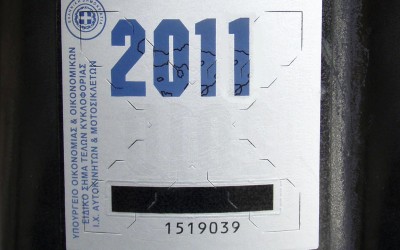 2011
ΥΠΟΥΡΓΕΙΟ ΟΙΚΟΝΟΜΙΑΣ & ΟΙΚΟΝΟΜΙΚΩΝ
ΕΙΔΙΚΟ ΣΗΜΑ ΤΕΛΩΝ ΚΥΚΛΟΦΟΡΙΑΣ
Ι.Χ. ΑΥΤΟΚΙΝΗΤΩΝ & ΜΟΤΟΣΙΚΛΕΤΩΝ
1519039